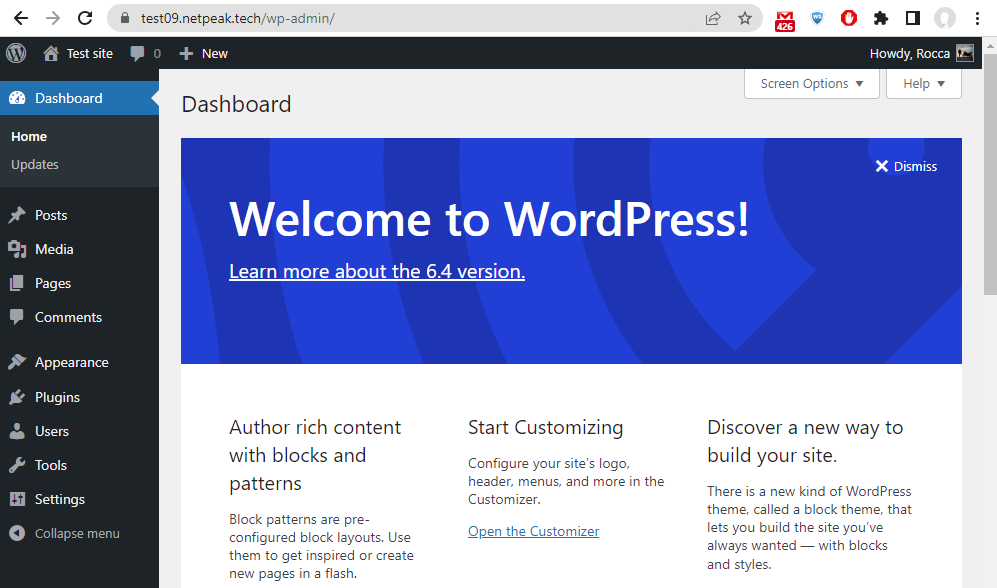 test09.netpeak.tech/wp-admin/
426
WR
Test site
0
New
Howdy, Rocca
Dashboard
Home
Updates
Posts
Media
Pages
Comments
Appearance
Plugins
Users
Tools
Settings
Collapse menu
Screen Options
Help
Dashboard
Dismiss
Welcome to WordPress!
Learn more about the 6.4 version.
Author rich content
with blocks and
patterns
Block patterns are pre-
configured block layouts. Use
them to get inspired or create
new pages in a flash.
Start Customizing
Configure your site’s logo,
header, menus, and more in the
Customizer.
Open the Customizer
Discover a new way to
build your site.
There is a new kind of WordPress
theme, called a block theme, that
lets you build the site you’ve
always wanted — with blocks
and styles.